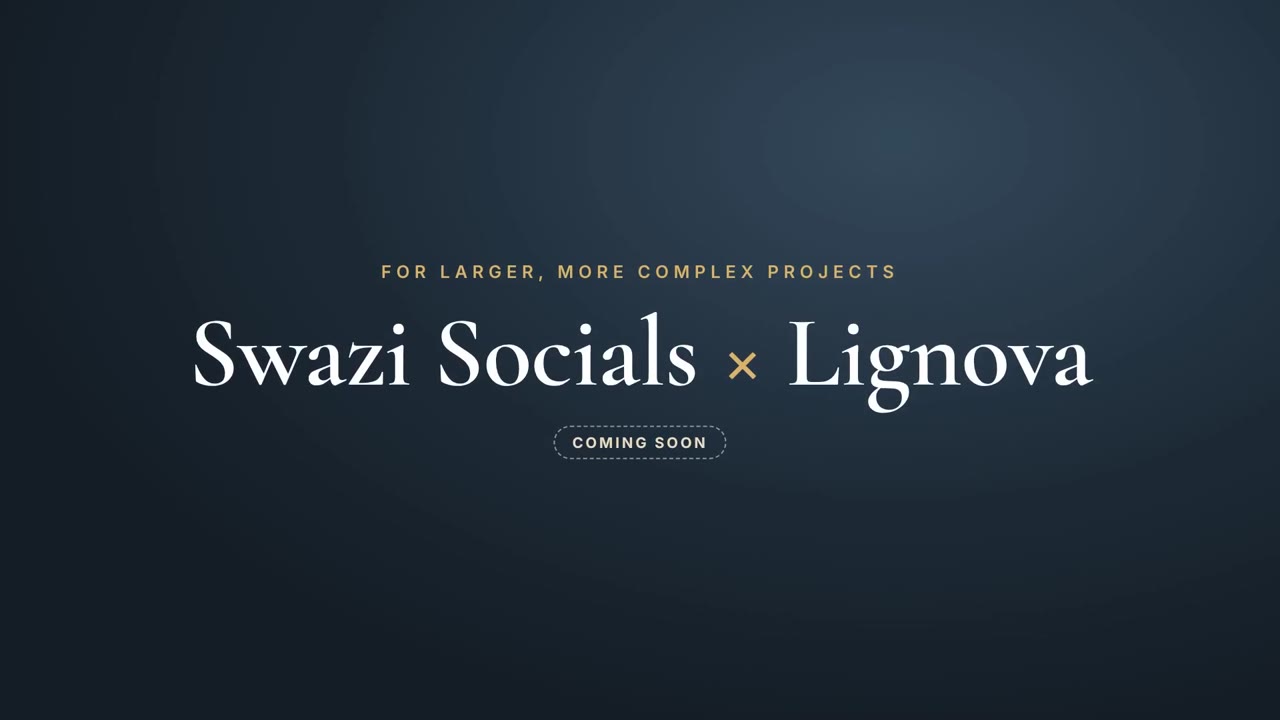 FOR LARGER, MORE COMPLEX PROJECTS
Swazi Socials × Lignova
COMING SOON